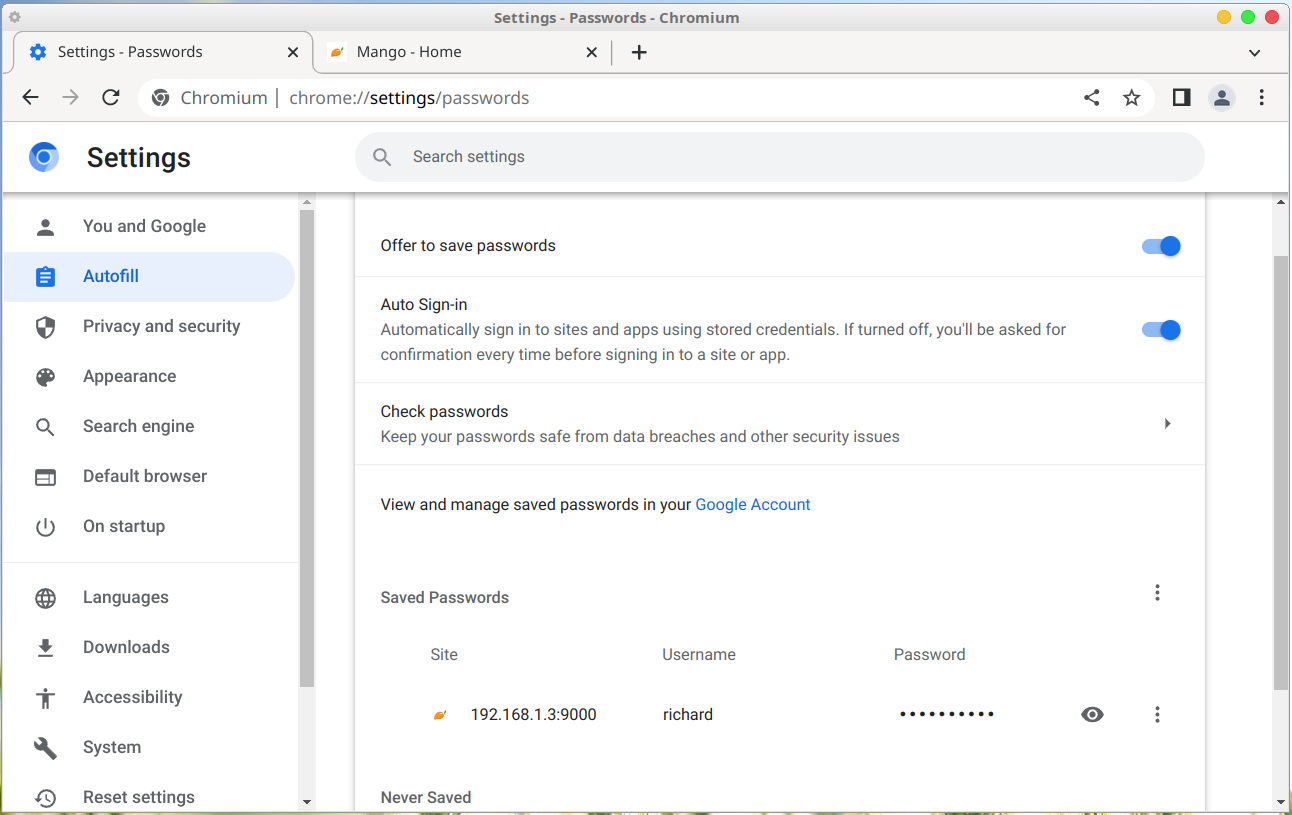 Settings - Passwords - Chromium
Settings - Passwords
Mango - Home
Chromium | chrome://settings/passwords
Settings
Search settings
You and Google
Autofill
Privacy and security
Appearance
Search engine
Default browser
On startup
Languages
Downloads
Accessibility
System
Reset settings
Offer to save passwords
Auto Sign-in
Automatically sign in to sites and apps using stored credentials. If turned off, you'll be asked for
confirmation every time before signing in to a site or app.
Check passwords
Keep your passwords safe from data breaches and other security issues
View and manage saved passwords in your Google Account
Saved Passwords
Site Username Password
192.168.1.3:9000 richard ••••••••••
Never Saved